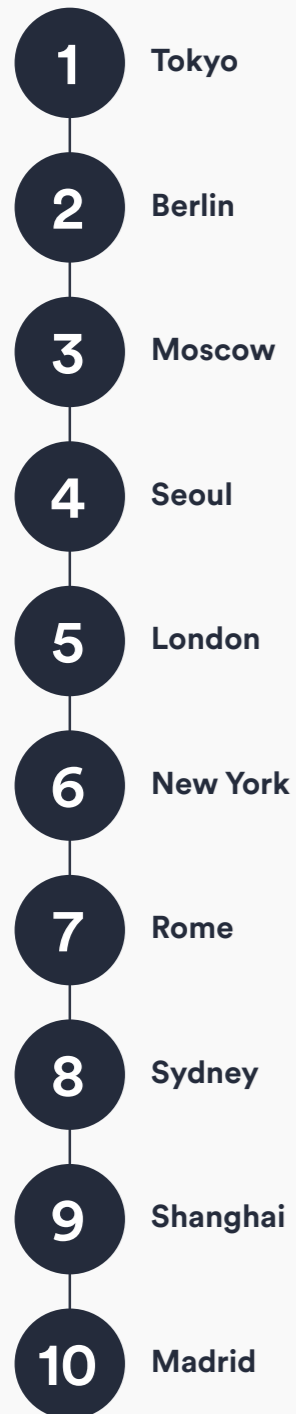 1 Tokyo
2 Berlin
3 Moscow
4 Seoul
5 London
6 New York
7 Rome
8 Sydney
9 Shanghai
10 Madrid